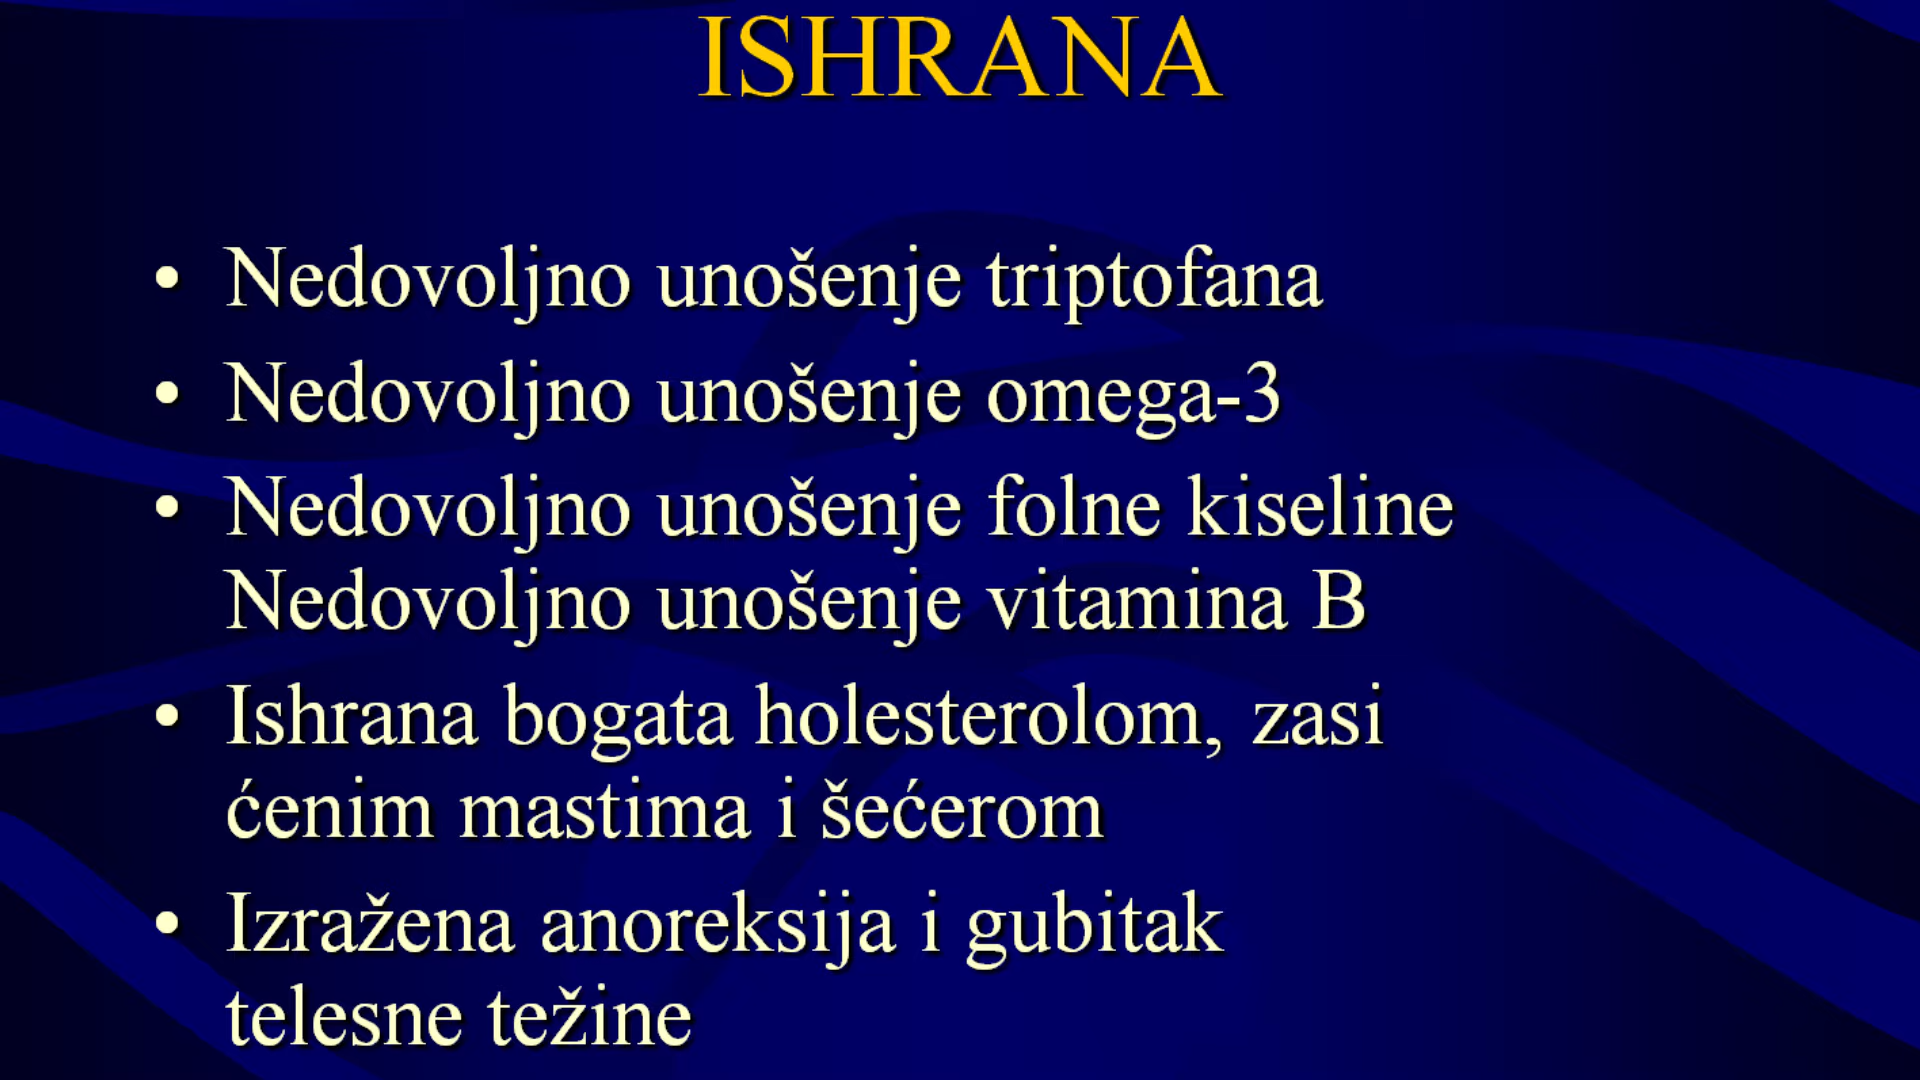 ISHRANA
• Nedovoljno unošenje triptofana
• Nedovoljno unošenje omega-3
• Nedovoljno unošenje folne kiseline
Nedovoljno unošenje vitamina B
• Ishrana bogata holesterolom, zasi
ćenim mastima i šećerom
• Izražena anoreksija i gubitak
telesne težine